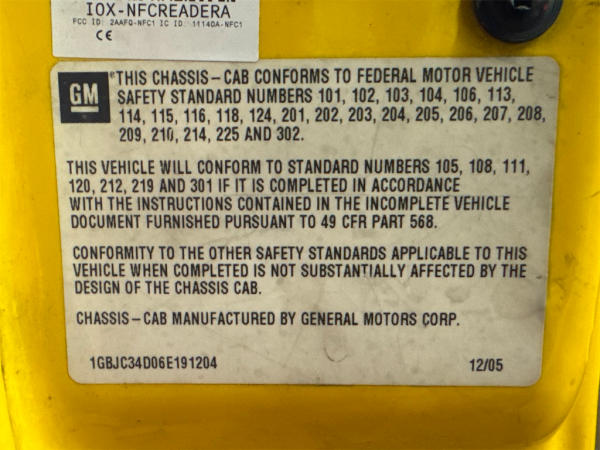 IOX-NFCREADERA
FCC ID: 2AAFQ-NFC1 IC ID: 11140A-NFC1
CE
GM
*THIS CHASSIS-CAB CONFORMS TO FEDERAL MOTOR VEHICLE
SAFETY STANDARD NUMBERS 101, 102, 103, 104, 106, 113,
114, 115, 116, 118, 124, 201, 202, 203, 204, 205, 206, 207, 208,
209, 210, 214, 225 AND 302.
THIS VEHICLE WILL CONFORM TO STANDARD NUMBERS 105, 108, 111,
120, 212, 219 AND 301 IF IT IS COMPLETED IN ACCORDANCE
WITH THE INSTRUCTIONS CONTAINED IN THE INCOMPLETE VEHICLE
DOCUMENT FURNISHED PURSUANT TO 49 CFR PART 568.
CONFORMITY TO THE OTHER SAFETY STANDARDS APPLICABLE TO THIS
VEHICLE WHEN COMPLETED IS NOT SUBSTANTIALLY AFFECTED BY THE
DESIGN OF THE CHASSIS CAB.
CHASSIS-CAB MANUFACTURED BY GENERAL MOTORS CORP.
1GBJC34D06E191204 12/05